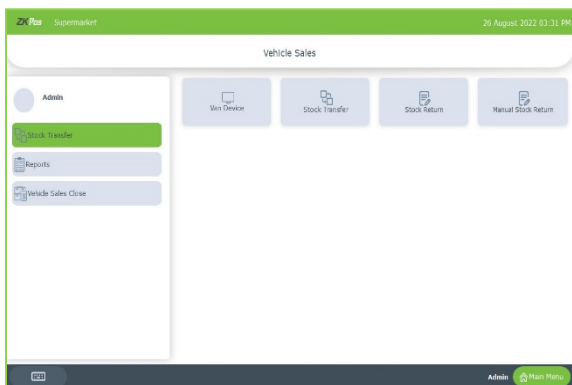 ZKPos Supermarket 26 August 2022 03:31 PM
Vehicle Sales
Admin
Van Device Stock Transfer Stock Return Manual Stock Return
Stock Transfer
Reports
Vehicle Sales Close
Admin Main Menu